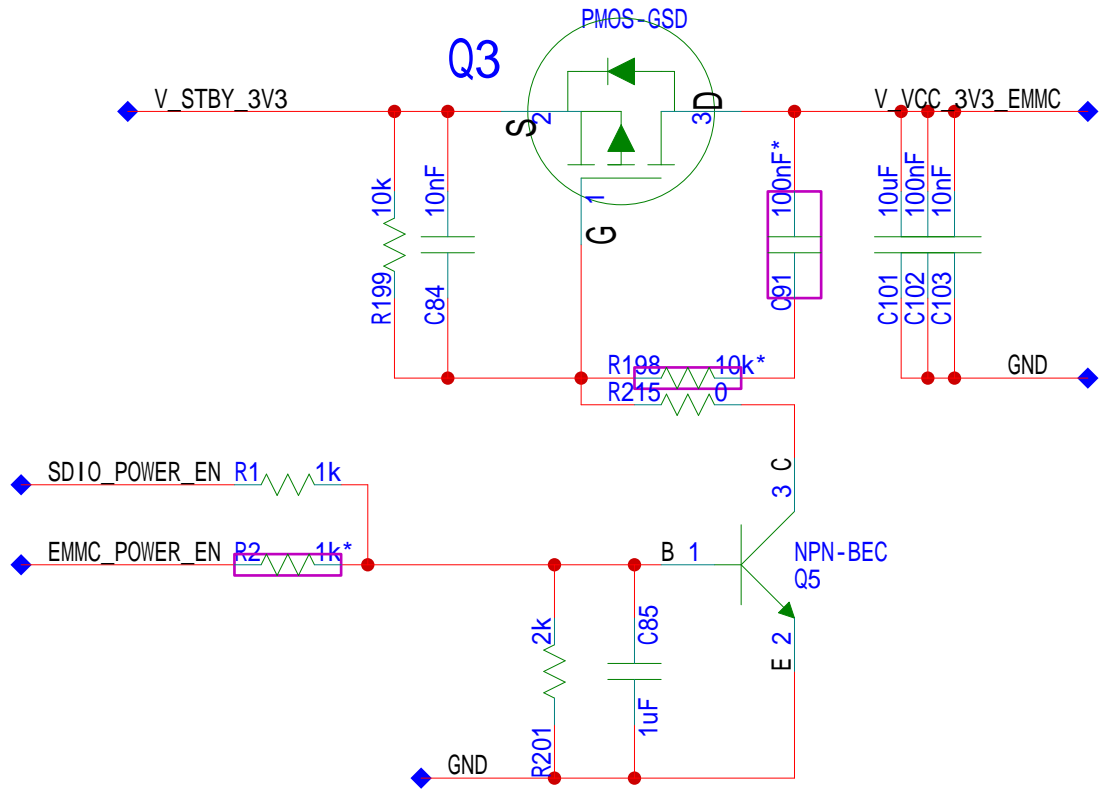 PMOS-GSD
Q3
V_STBY_3V3
S
2
3
D
V_VCC_3V3_EMMC
1
G
10k
R199
10nF
C84
100nF*
C91
10uF
C101
100nF
C102
10nF
C103
R198 10k*
R215 0
GND
SDIO_POWER_EN R1 1k
EMMC_POWER_EN R2 1k*
3 C
B 1
NPN-BEC
Q5
E 2
2k
R201
C85
1uF
GND